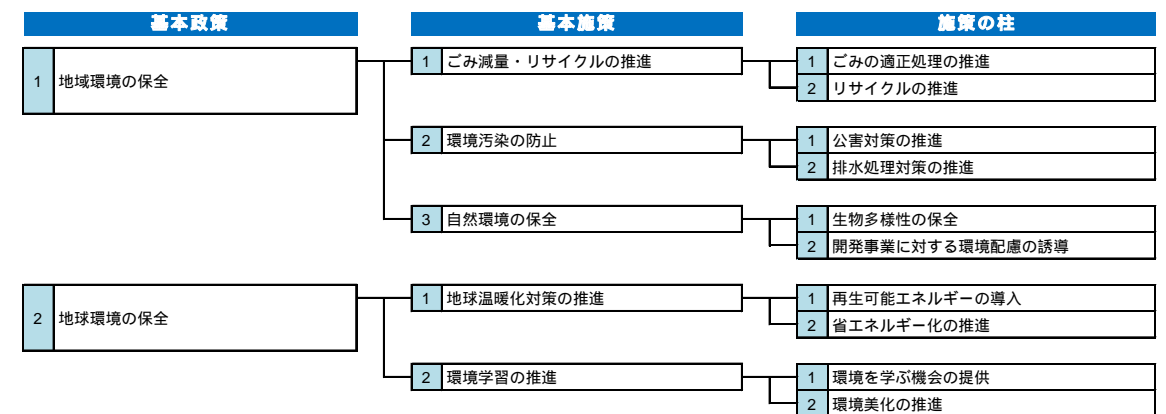 基本政策 基本施策 施策の柱
1 地域環境の保全
1 ごみ減量・リサイクルの推進
1 ごみの適正処理の推進
2 リサイクルの推進
2 環境汚染の防止
1 公害対策の推進
2 排水処理対策の推進
3 自然環境の保全
1 生物多様性の保全
2 開発事業に対する環境配慮の誘導
2 地球環境の保全
1 地球温暖化対策の推進
1 再生可能エネルギーの導入
2 省エネルギー化の推進
2 環境学習の推進
1 環境を学ぶ機会の提供
2 環境美化の推進